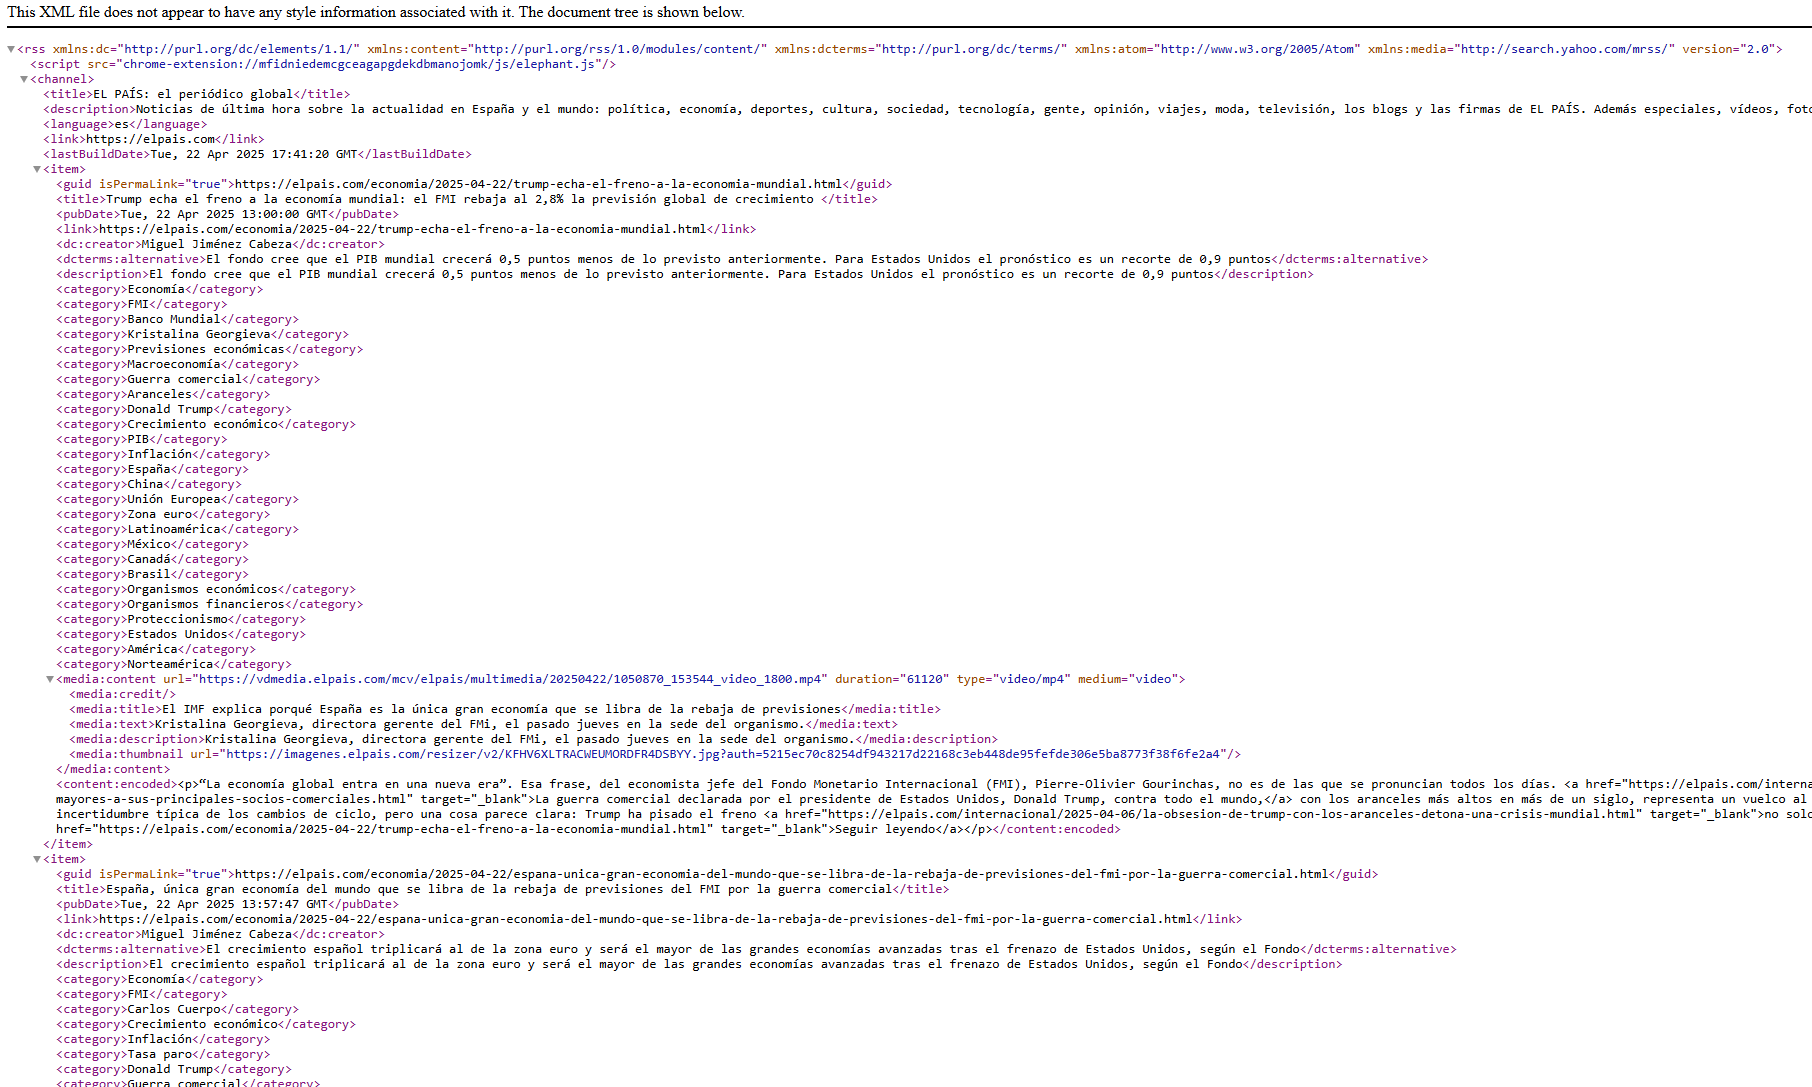 This XML file does not appear to have any style information associated with it. The document tree is shown below.
▼<rss xmlns:dc="http://purl.org/dc/elements/1.1/" xmlns:content="http://purl.org/rss/1.0/modules/content/" xmlns:dcterms="http://purl.org/dc/terms/" xmlns:atom="http://www.w3.org/2005/Atom" xmlns:media="http://search.yahoo.com/mrss/" version="2.0">
<script src="chrome-extension://mfidniedemcgceagapgdekdbmanojomk/js/elephant.js"/>
▼<channel>
<title>EL PAÍS: el periódico global</title>
<description>Noticias de última hora sobre la actualidad en España y el mundo: política, economía, deportes, cultura, sociedad, tecnología, gente, opinión, viajes, moda, televisión, los blogs y las firmas de EL PAÍS. Además especiales, vídeos, foto
<language>es</language>
<link>https://elpais.com</link>
<lastBuildDate>Tue, 22 Apr 2025 17:41:20 GMT</lastBuildDate>
▼<item>
<guid isPermaLink="true">https://elpais.com/economia/2025-04-22/trump-echa-el-freno-a-la-economia-mundial.html</guid>
<title>Trump echa el freno a la economía mundial: el FMI rebaja al 2,8% la previsión global de crecimiento </title>
<pubDate>Tue, 22 Apr 2025 13:00:00 GMT</pubDate>
<link>https://elpais.com/economia/2025-04-22/trump-echa-el-freno-a-la-economia-mundial.html</link>
<dc:creator>Miguel Jiménez Cabeza</dc:creator>
<dcterms:alternative>El fondo cree que el PIB mundial crecerá 0,5 puntos menos de lo previsto anteriormente. Para Estados Unidos el pronóstico es un recorte de 0,9 puntos</dcterms:alternative>
<description>El fondo cree que el PIB mundial crecerá 0,5 puntos menos de lo previsto anteriormente. Para Estados Unidos el pronóstico es un recorte de 0,9 puntos</description>
<category>Economía</category>
<category>FMI</category>
<category>Banco Mundial</category>
<category>Kristalina Georgieva</category>
<category>Previsiones económicas</category>
<category>Macroeconomía</category>
<category>Guerra comercial</category>
<category>Aranceles</category>
<category>Donald Trump</category>
<category>Crecimiento económico</category>
<category>PIB</category>
<category>Inflación</category>
<category>España</category>
<category>China</category>
<category>Unión Europea</category>
<category>Zona euro</category>
<category>Latinoamérica</category>
<category>México</category>
<category>Canadá</category>
<category>Brasil</category>
<category>Organismos económicos</category>
<category>Organismos financieros</category>
<category>Proteccionismo</category>
<category>Estados Unidos</category>
<category>América</category>
<category>Norteamérica</category>
▼<media:content url="https://vdmedia.elpais.com/mcv/elpais/multimedia/20250422/1050870_153544_video_1800.mp4" duration="61120" type="video/mp4" medium="video">
<media:credit/>
<media:title>El IMF explica porqué España es la única gran economía que se libra de la rebaja de previsiones</media:title>
<media:text>Kristalina Georgieva, directora gerente del FMi, el pasado jueves en la sede del organismo.</media:text>
<media:description>Kristalina Georgieva, directora gerente del FMi, el pasado jueves en la sede del organismo.</media:description>
<media:thumbnail url="https://imagenes.elpais.com/resizer/v2/KFHV6XLTRACWEUMORDFR4DSBYY.jpg?auth=5215ec70c8254df943217d22168c3eb448de95fefde306e5ba8773f38f6fe2a4"/>
</media:content>
<content:encoded><p>“La economía global entra en una nueva era”. Esa frase, del economista jefe del Fondo Monetario Internacional (FMI), Pierre-Olivier Gourinchas, no es de las que se pronuncian todos los días. <a href="https://elpais.com/interna
mayores-a-sus-principales-socios-comerciales.html" target="_blank">La guerra comercial declarada por el presidente de Estados Unidos, Donald Trump, contra todo el mundo,</a> con los aranceles más altos en más de un siglo, representa un vuelco al
incertidumbre típica de los cambios de ciclo, pero una cosa parece clara: Trump ha pisado el freno <a href="https://elpais.com/internacional/2025-04-06/la-obsesion-de-trump-con-los-aranceles-detona-una-crisis-mundial.html" target="_blank">no solo
href="https://elpais.com/economia/2025-04-22/trump-echa-el-freno-a-la-economia-mundial.html" target="_blank">Seguir leyendo</a></p></content:encoded>
</item>
▼<item>
<guid isPermaLink="true">https://elpais.com/economia/2025-04-22/espana-unica-gran-economia-del-mundo-que-se-libra-de-la-rebaja-de-previsiones-del-fmi-por-la-guerra-comercial.html</guid>
<title>España, única gran economía del mundo que se libra de la rebaja de previsiones del FMI por la guerra comercial</title>
<pubDate>Tue, 22 Apr 2025 13:57:47 GMT</pubDate>
<link>https://elpais.com/economia/2025-04-22/espana-unica-gran-economia-del-mundo-que-se-libra-de-la-rebaja-de-previsiones-del-fmi-por-la-guerra-comercial.html</link>
<dc:creator>Miguel Jiménez Cabeza</dc:creator>
<dcterms:alternative>El crecimiento español triplicará al de la zona euro y será el mayor de las grandes economías avanzadas tras el frenazo de Estados Unidos, según el Fondo</dcterms:alternative>
<description>El crecimiento español triplicará al de la zona euro y será el mayor de las grandes economías avanzadas tras el frenazo de Estados Unidos, según el Fondo</description>
<category>Economía</category>
<category>FMI</category>
<category>Carlos Cuerpo</category>
<category>Crecimiento económico</category>
<category>Inflación</category>
<category>Tasa paro</category>
<category>Donald Trump</category>
<category>Guerra comercial</category>